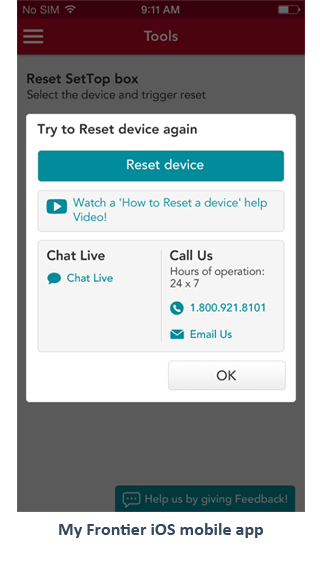 No SIM 9:11 AM
Tools
Reset SetTop box
Select the device and trigger reset
Try to Reset device again
Reset device
Watch a 'How to Reset a device' help
Video!
Chat Live
Chat Live
Call Us
Hours of operation:
24 x 7
1.800.921.8101
Email Us
OK
Help us by giving Feedback!
My Frontier iOS mobile app